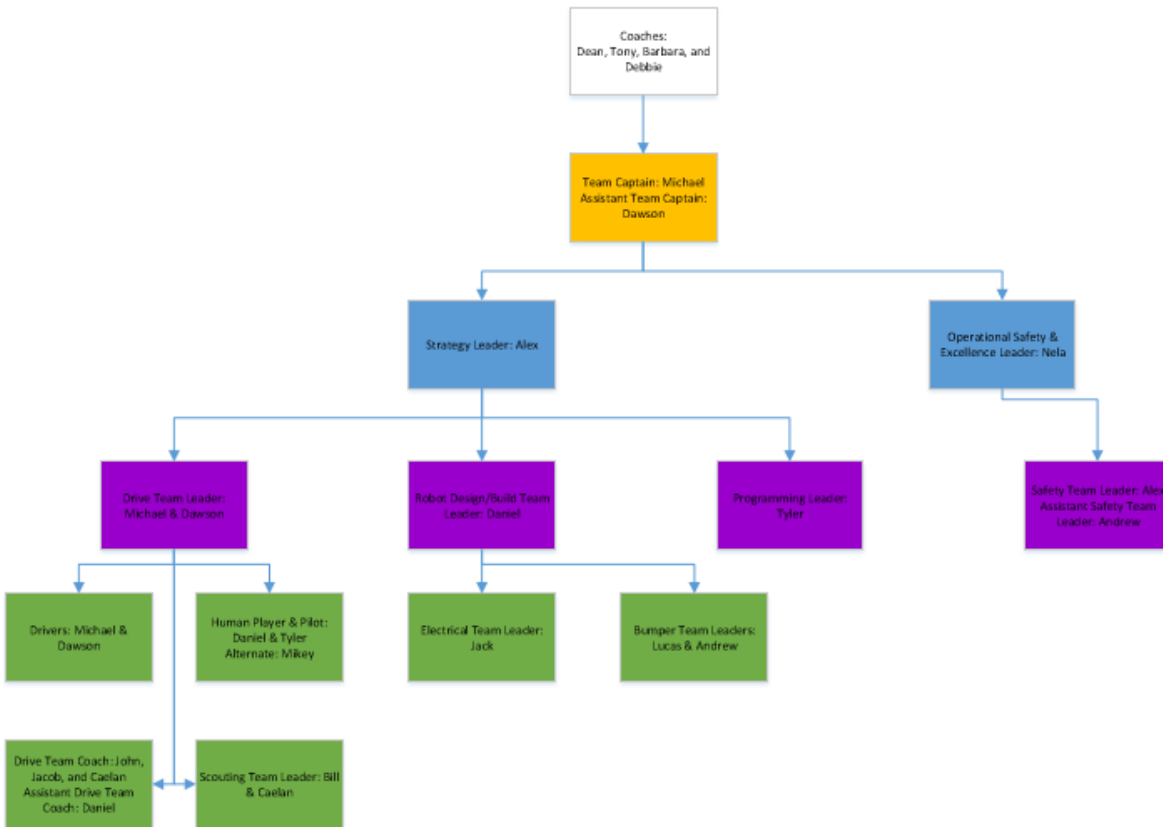 Coaches:
Dean, Tony, Barbara, and
Debbie
Team Captain: Michael
Assistant Team Captain:
Dawson
Strategy Leader: Alex
Operational Safety &
Excellence Leader: Nela
Drive Team Leader:
Michael & Dawson
Robot Design/Build Team
Leader: Daniel
Programming Leader:
Tyler
Safety Team Leader: Alex
Assistant Safety Team
Leader: Andrew
Drivers: Michael &
Dawson
Human Player & Pilot:
Daniel & Tyler
Alternate: Mikey
Electrical Team Leader:
Jack
Bumper Team Leaders:
Lucas & Andrew
Drive Team Coach: John,
Jacob, and Caelan
Assistant Drive Team
Coach: Daniel
Scouting Team Leader: Bill
& Caelan